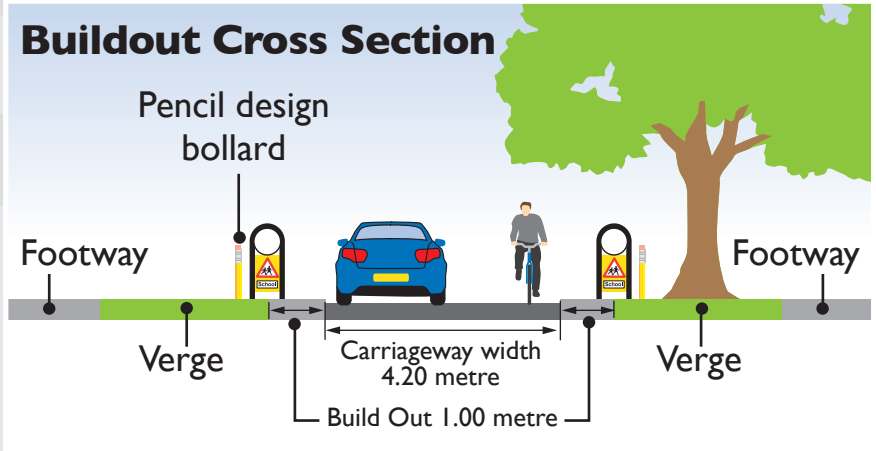 Buildout Cross Section
Pencil design
bollard
Footway
School
School
Footway
Verge
Carriageway width
4.20 metre
Verge
Build Out 1.00 metre